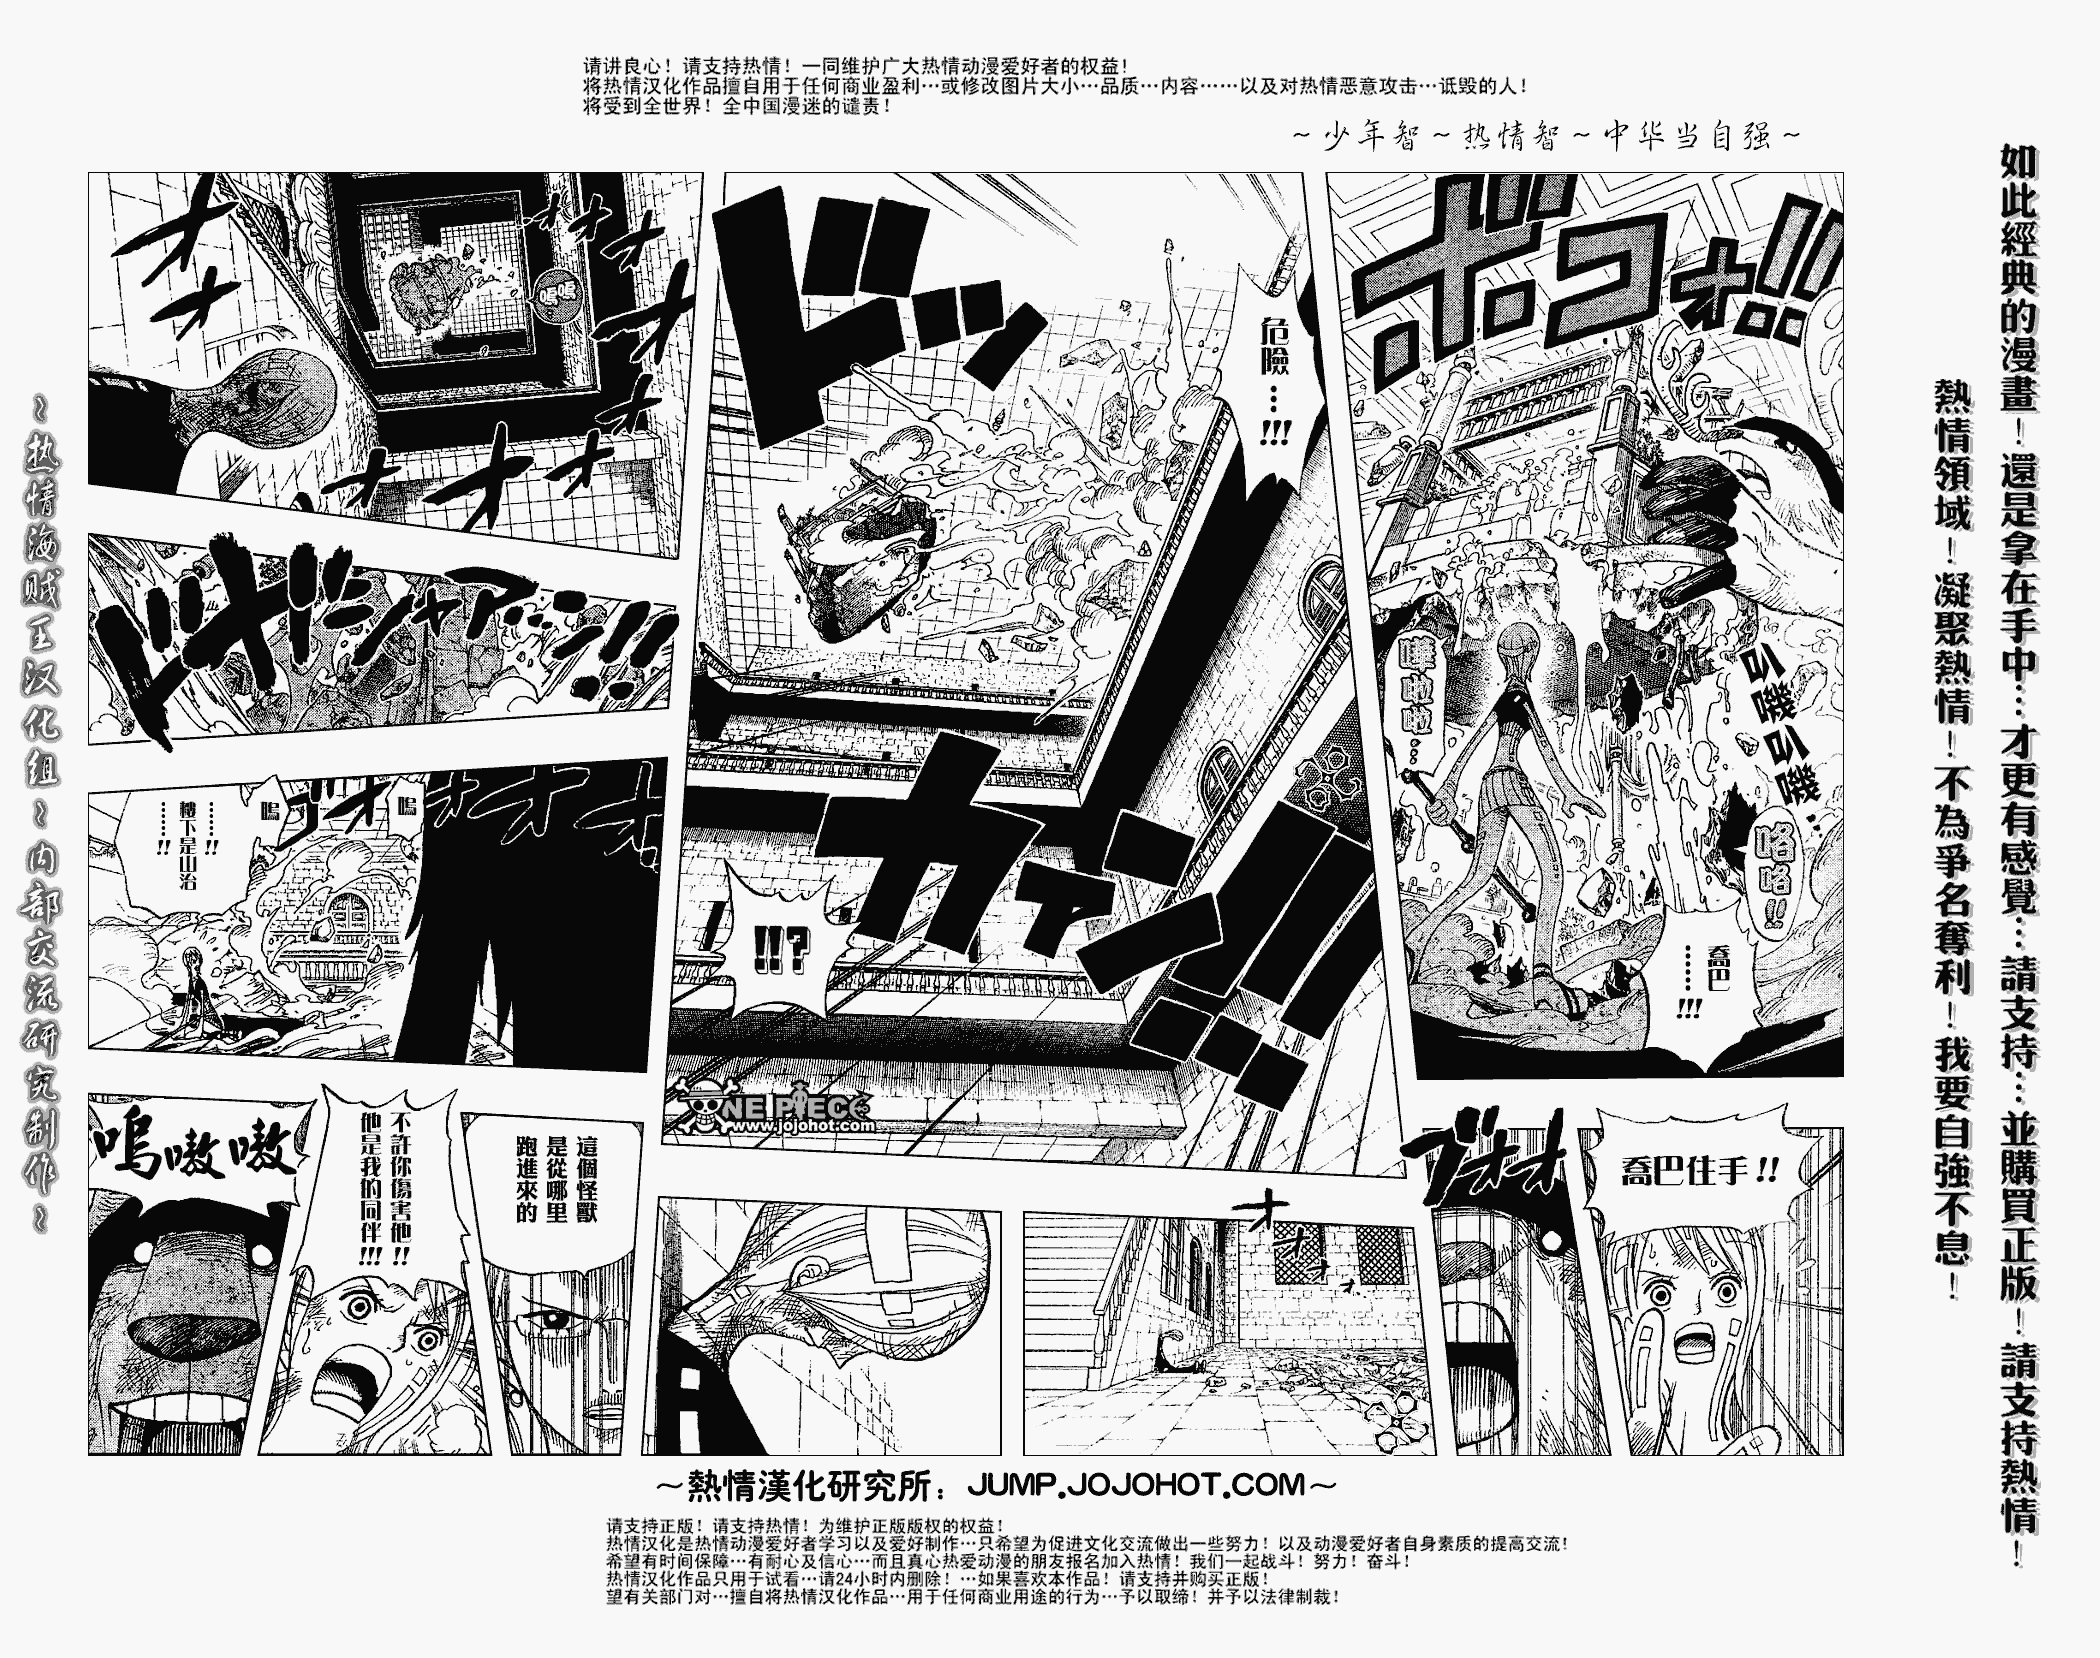 请讲良心！请支持热情！一同维护广大热情动漫爱好者的权益！
将热情汉化作品擅自用于任何商业盈利…或修改图片大小…品质…内容……以及对热情恶意攻击…诋毁的人！
将受到全世界！全中国漫迷的谴责！
～少年智～热情智～中华当自强～
如此經典的漫畫！還是拿在手中…才更有感覺…請支持…並購買正版！請支持熱情！
熱情領域！凝聚熱情！不為爭名奪利！我要自強不息！
ボコォ!!
嘩啦啦…
咯咯!!
喬巴
……!!!
危險…!!!
ドドッ
ガァン!!
!!?
オオオ
嗚嗚
ドドドシャアァン!!
嗚
ブオオ
嗚
……
樓下是山治
……!!
喬巴住手!!
ブオオオ
這個怪獸
是從哪里
跑進來的
不許你傷害他!!
他是我的同伴!!!
嗚嗷嗷
ONE PIECE
www.jojohot.com
～热情海贼王汉化组～内部交流研究制作～
～熱情漢化研究所：JUMP.JOJOHOT.COM～
请支持正版！请支持热情！为维护正版版权的权益！
热情汉化是热情动漫爱好者学习以及爱好制作…只希望为促进文化交流做出一些努力！以及动漫爱好者自身素质的提高交流！
希望有时间保障…有耐心及信心…而且真心热爱动漫的朋友报名加入热情！我们一起战斗！努力！奋斗！
热情汉化作品只用于试看…请24小时内删除！…如果喜欢本作品！请支持并购买正版！
望有关部门对…擅自将热情汉化作品…用于任何商业用途的行为…予以取缔！并予以法律制裁！